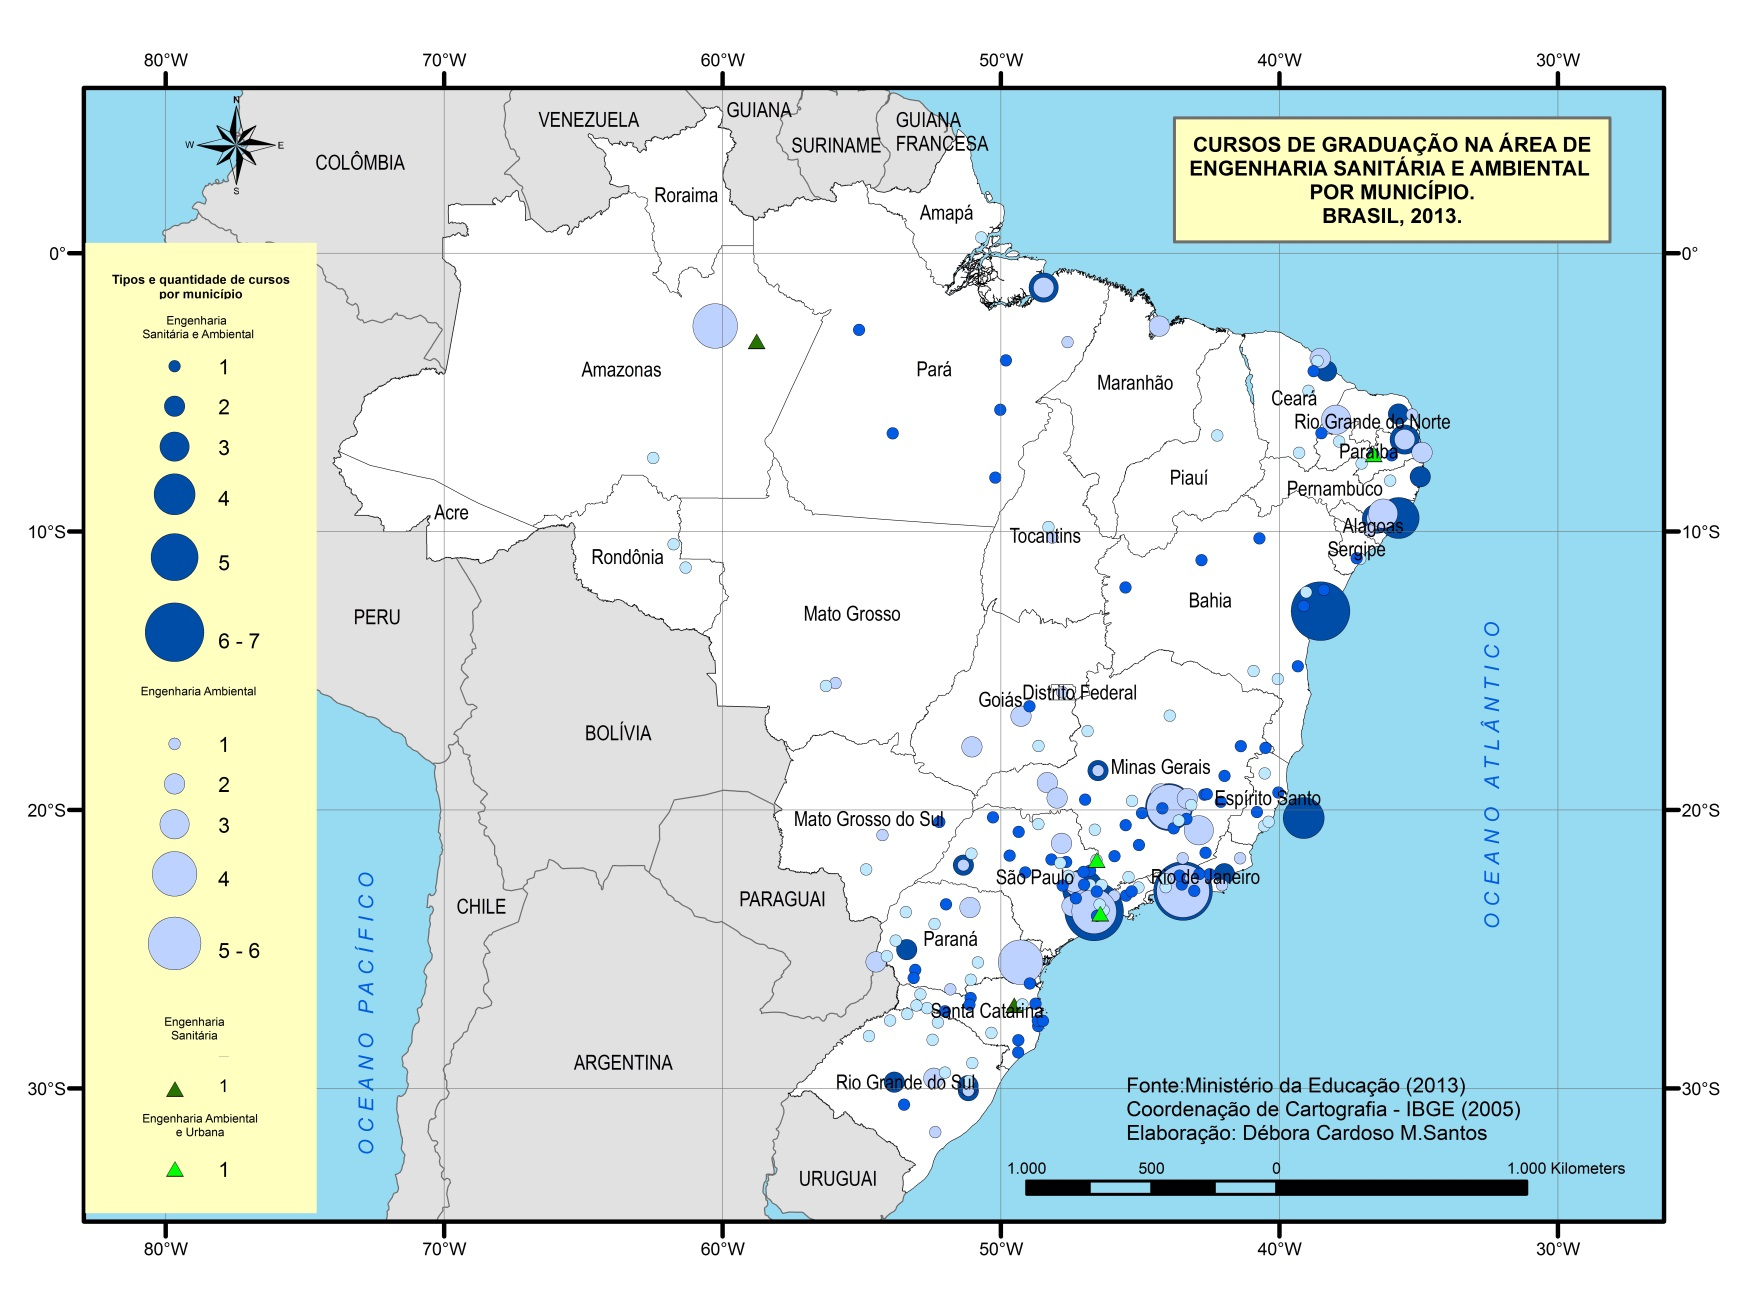 80°W 70°W 60°W 50°W 40°W 30°W
CURSOS DE GRADUAÇÃO NA ÁREA DE
ENGENHARIA SANITÁRIA E AMBIENTAL
POR MUNICÍPIO.
BRASIL, 2013.
N
W E
S
VENEZUELA
GUIANA
SURINAME
GUIANA
FRANCESA
COLÔMBIA
Roraima
Amapá
0° 0°
Tipos e quantidade de cursos
por município
Engenharia
Sanitária e Ambiental
1
2
3
4
5
6 - 7
Engenharia Ambiental
1
2
3
4
5 - 6
Engenharia
Sanitária
1
Engenharia Ambiental
e Urbana
1
Amazonas
Pará
Maranhão
Ceará
Rio Grande do Norte
Paraíba
Piauí
Pernambuco
Acre
Alagoas
10°S 10°S
Tocantins
Sergipe
Rondônia
Bahia
Mato Grosso
PERU
Goiás
Distrito Federal
BOLÍVIA
Minas Gerais
Espírito Santo
20°S 20°S
Mato Grosso do Sul
São Paulo
Rio de Janeiro
PARAGUAI
CHILE
Paraná
Santa Catarina
ARGENTINA
Rio Grande do Sul
30°S 30°S
URUGUAI
OCEANO PACÍFICO
OCEANO ATLÂNTICO
Fonte:Ministério da Educação (2013)
Coordenação de Cartografia - IBGE (2005)
Elaboração: Débora Cardoso M.Santos
1.000 500 0 1.000 Kilometers
80°W 70°W 60°W 50°W 40°W 30°W